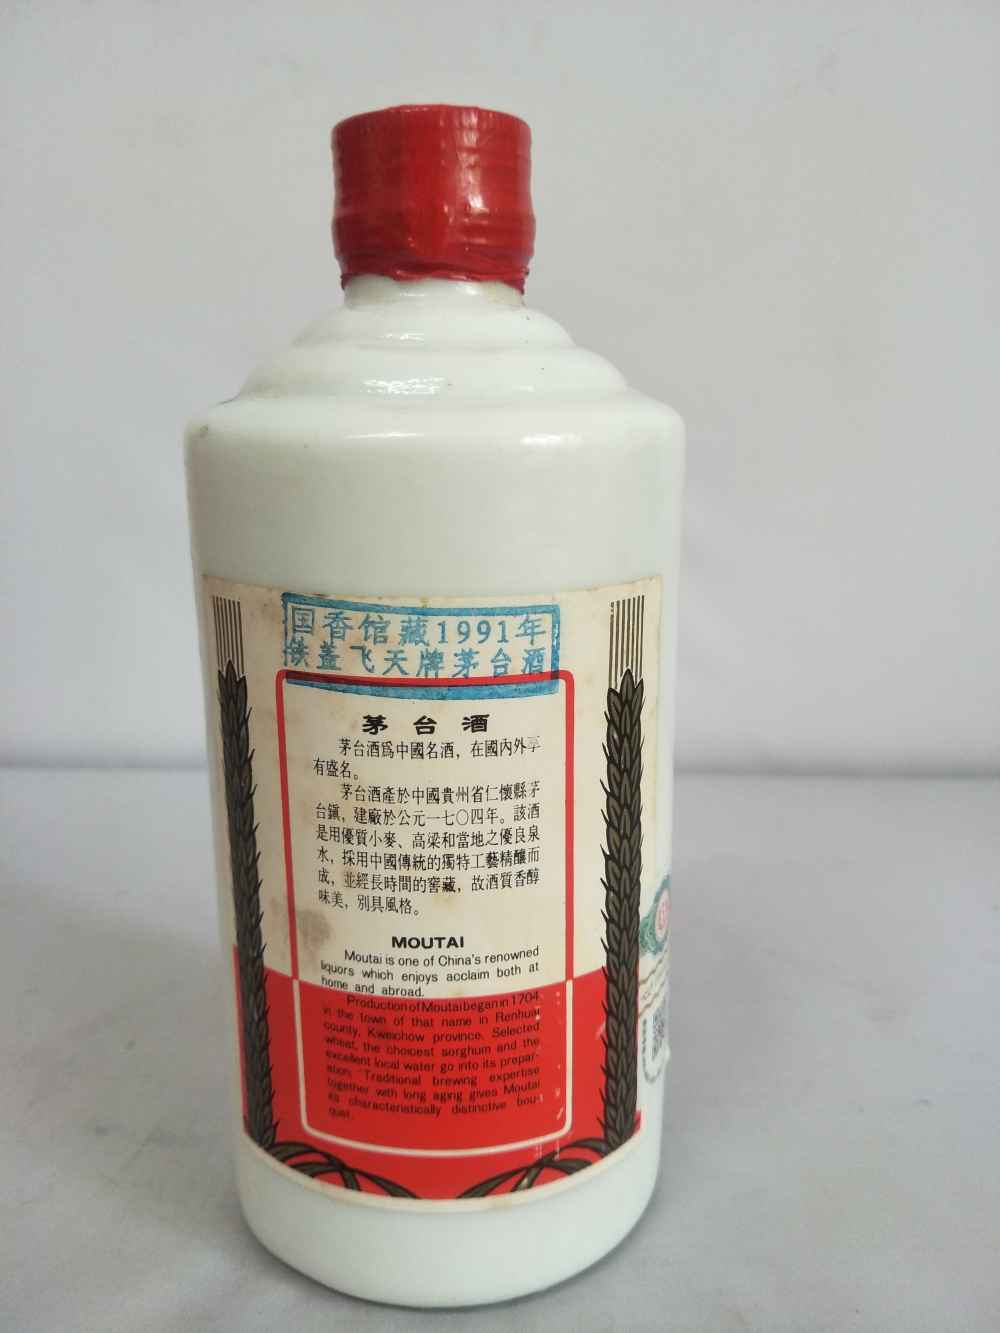 国香馆藏1991年
铁盖飞天牌茅台酒
茅台酒
茅台酒爲中國名酒，在國內外享
有盛名。
茅台酒產於中國貴州省仁懷縣茅
台鎭，建廠於公元一七〇四年。該酒
是用優質小麥、高梁和當地之優良泉
水，採用中國傳統的獨特工藝精釀而
成，並經長時間的窖藏，故酒質香醇
味美，別具風格。
MOUTAI
Moutai is one of China's renowned
liquors which enjoys acclaim both at
home and abroad.
Production of Moutai began in 1704
in the town of that name in Renhuai
county, Kweichow province. Selected
wheat, the choicest sorghum and the
excellent local water go into its prepar-
ation. Traditional brewing expertise
together with long aging gives Moutai
its characteristically distinctive bou-
quet.